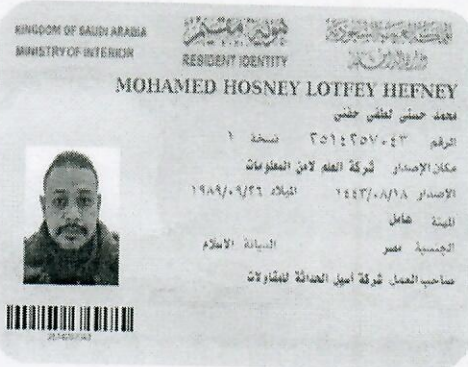 KINGDOM OF SAUDI ARABIA
MINISTRY OF INTERIOR
هوية مقيم
RESIDENT IDENTITY
المملكة العربية السعودية
وزارة الداخلية
MOHAMED HOSNEY LOTFEY HEFNEY
محمد حسني لطفي حفني
الرقم ٢٥١٤٢٥٧٠٤٣ نسخة ١
مكان الإصدار شركة العلم لامن المعلومات
الاصدار ١٤٤٣/٠٨/١٨ الميلاد ١٩٨٩/٠٩/٢٦
المهنة عامل
الجنسية مصر الديانة الاسلام
صاحب العمل شركة أصيل الحداثة للمقاولات